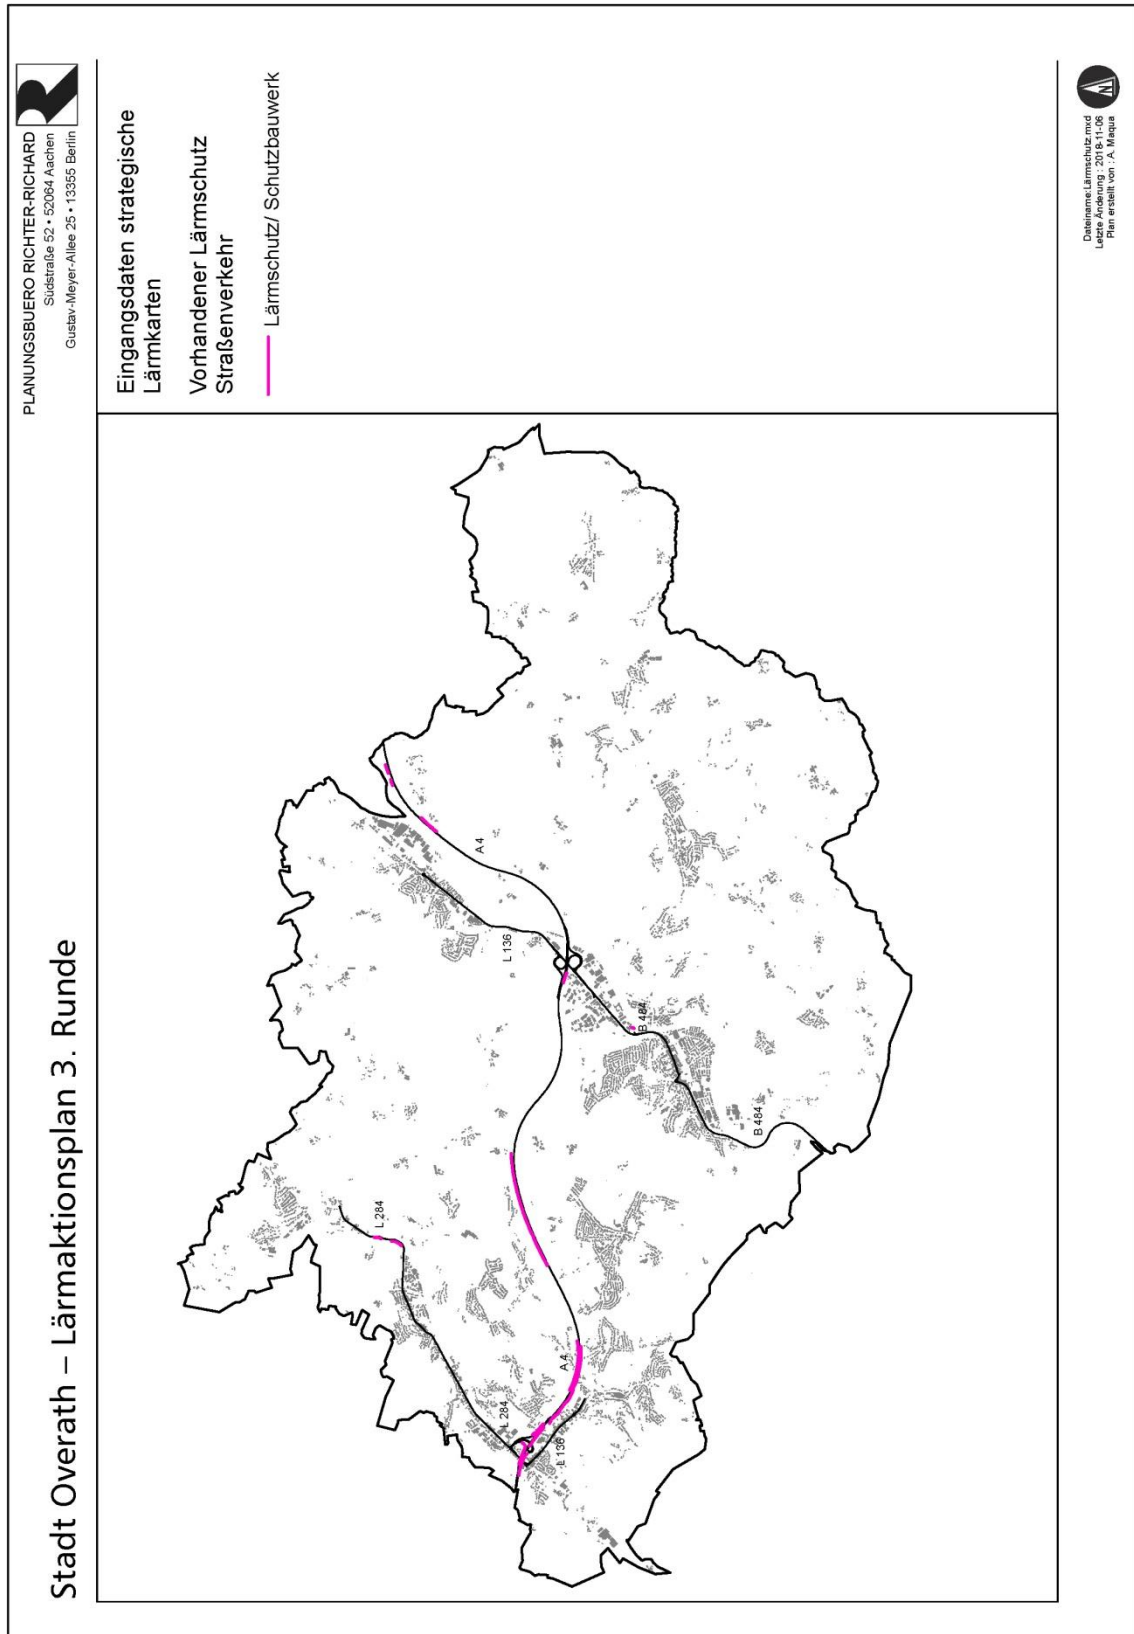 Stadt Overath – Lärmaktionsplan 3. Runde
PLANUNGSBUERO RICHTER-RICHARD
Südstraße 52 • 52064 Aachen
Gustav-Meyer-Allee 25 • 13355 Berlin
Eingangsdaten strategische
Lärmkarten
Vorhandener Lärmschutz
Straßenverkehr
Lärmschutz/ Schutzbauwerk
L 284
L 284
L 136
A 4
L 136
A 4
B 484
B 484
N
Dateiname:Lärmschutz.mxd
Letzte Änderung : 2018-11-06
Plan erstellt von : A. Maqua